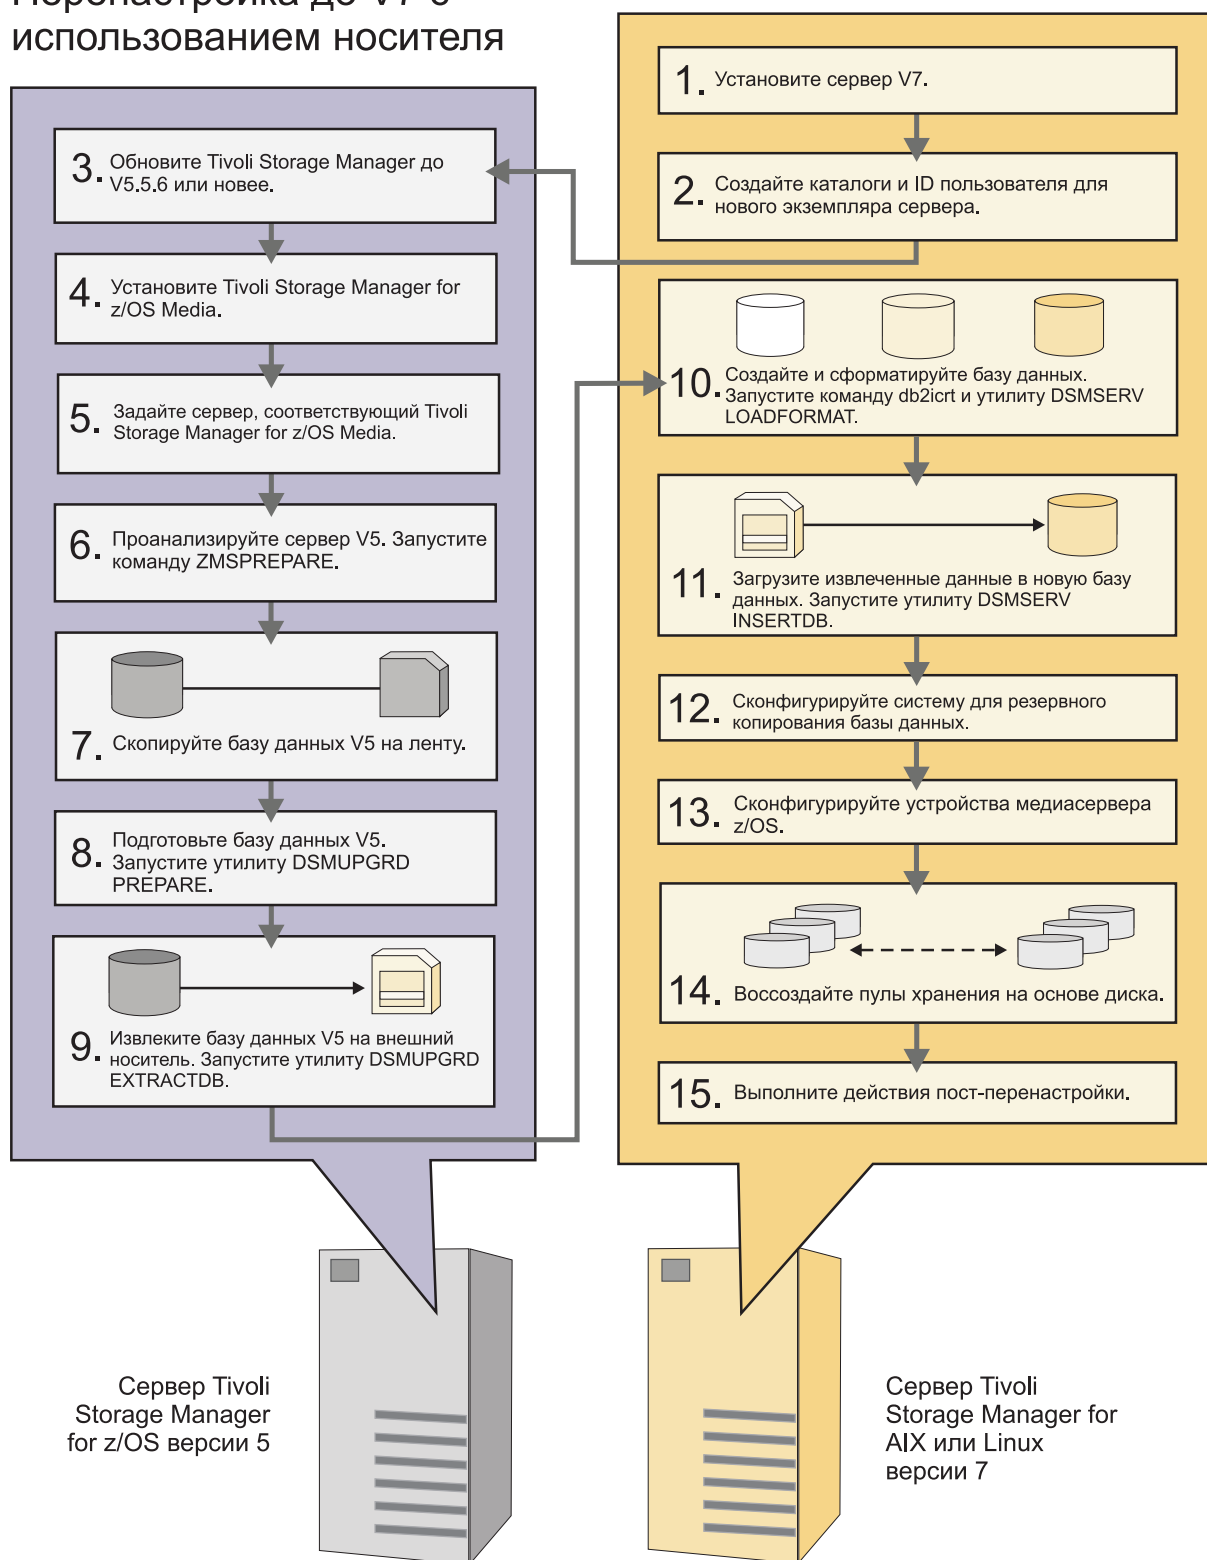 Перенастройка до V7 с
использованием носителя
1. Установите сервер V7.
2. Создайте каталоги и ID пользователя для
нового экземпляра сервера.
3. Обновите Tivoli Storage Manager до
V5.5.6 или новее.
4. Установите Tivoli Storage Manager for
z/OS Media.
5. Задайте сервер, соответствующий Tivoli
Storage Manager for z/OS Media.
6. Проанализируйте сервер V5. Запустите
команду ZMSPREPARE.
7. Скопируйте базу данных V5 на ленту.
8. Подготовьте базу данных V5.
Запустите утилиту DSMUPGRD
PREPARE.
9. Извлеките базу данных V5 на внешний
носитель. Запустите утилиту DSMUPGRD
EXTRACTDB.
10. Создайте и сформатируйте базу данных.
Запустите команду db2icrt и утилиту DSMSERV
LOADFORMAT.
11. Загрузите извлеченные данные в новую базу
данных. Запустите утилиту DSMSERV
INSERTDB.
12. Сконфигурируйте систему для резервного
копирования базы данных.
13. Сконфигурируйте устройства медиасервера
z/OS.
14. Воссоздайте пулы хранения на основе диска.
15. Выполните действия пост-перенастройки.
Сервер Tivoli
Storage Manager
for z/OS версии 5
Сервер Tivoli
Storage Manager for
AIX или Linux
версии 7